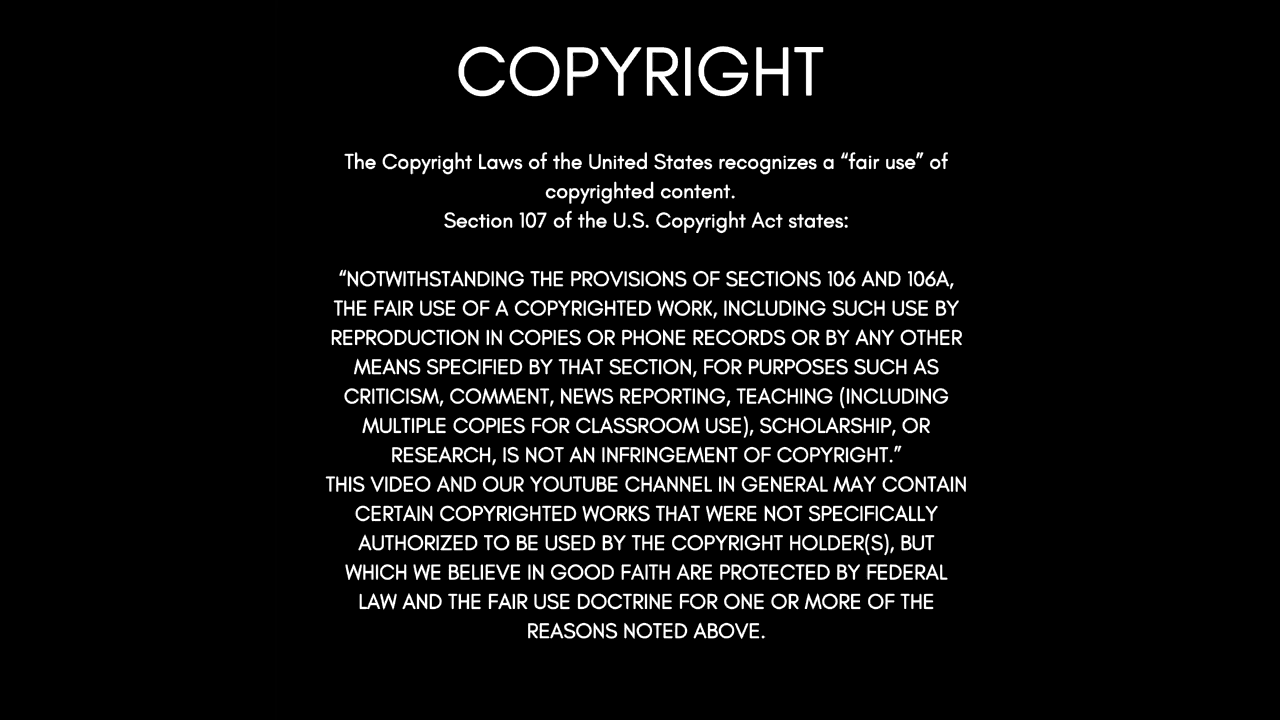 COPYRIGHT
The Copyright Laws of the United States recognizes a “fair use” of
copyrighted content.
Section 107 of the U.S. Copyright Act states:
“NOTWITHSTANDING THE PROVISIONS OF SECTIONS 106 AND 106A,
THE FAIR USE OF A COPYRIGHTED WORK, INCLUDING SUCH USE BY
REPRODUCTION IN COPIES OR PHONE RECORDS OR BY ANY OTHER
MEANS SPECIFIED BY THAT SECTION, FOR PURPOSES SUCH AS
CRITICISM, COMMENT, NEWS REPORTING, TEACHING (INCLUDING
MULTIPLE COPIES FOR CLASSROOM USE), SCHOLARSHIP, OR
RESEARCH, IS NOT AN INFRINGEMENT OF COPYRIGHT.”
THIS VIDEO AND OUR YOUTUBE CHANNEL IN GENERAL MAY CONTAIN
CERTAIN COPYRIGHTED WORKS THAT WERE NOT SPECIFICALLY
AUTHORIZED TO BE USED BY THE COPYRIGHT HOLDER(S), BUT
WHICH WE BELIEVE IN GOOD FAITH ARE PROTECTED BY FEDERAL
LAW AND THE FAIR USE DOCTRINE FOR ONE OR MORE OF THE
REASONS NOTED ABOVE.